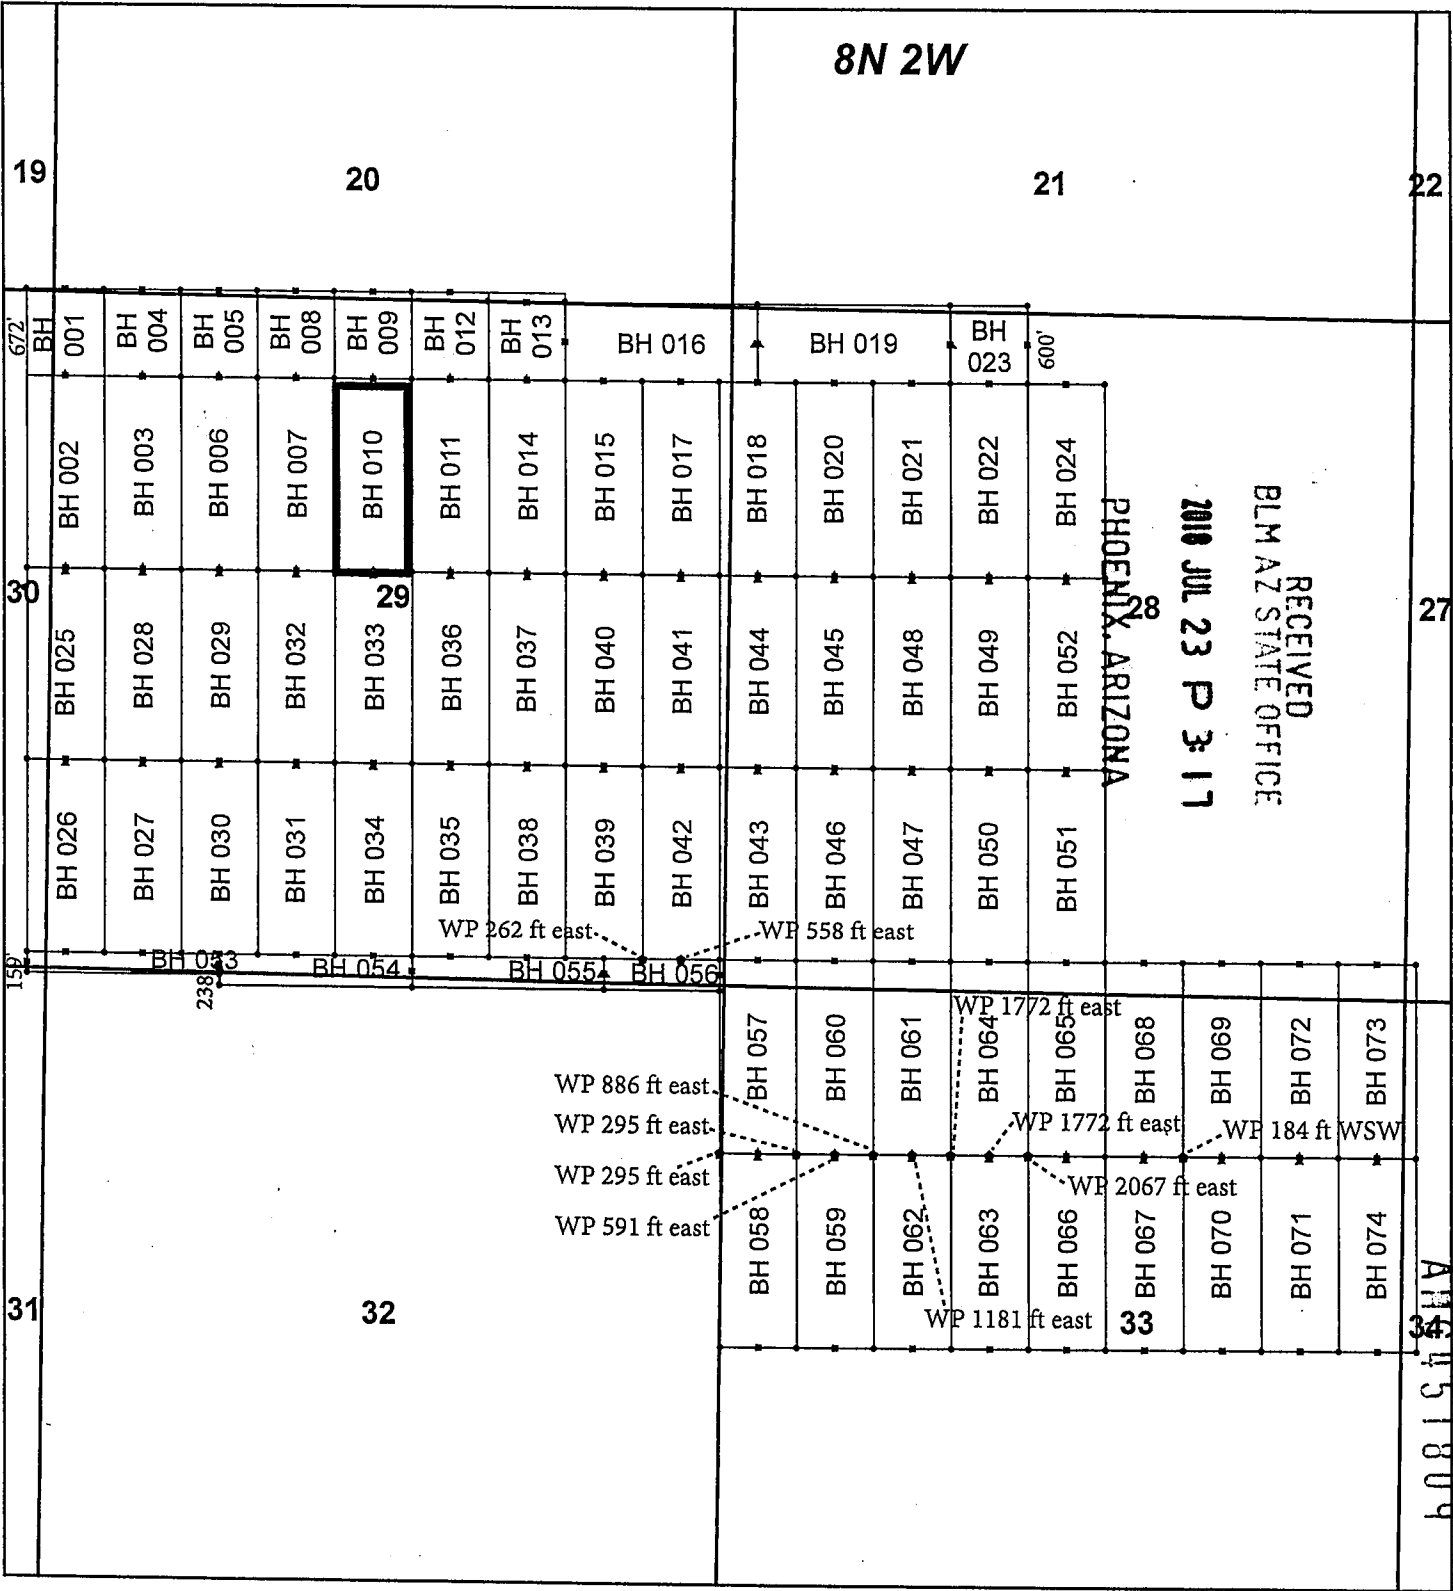 8N 2W
19
20
21
22
672'
BH 001
BH 004
BH 005
BH 008
BH 009
BH 012
BH 013
BH 016
BH 019
BH 023
600'
BH 002
BH 003
BH 006
BH 007
BH 010
BH 011
BH 014
BH 015
BH 017
BH 018
BH 020
BH 021
BH 022
BH 024
RECEIVED
BLM AZ STATE OFFICE
2018 JUL 23 P 3:17
PHOENIX, ARIZONA
30
29
28
27
BH 025
BH 028
BH 029
BH 032
BH 033
BH 036
BH 037
BH 040
BH 041
BH 044
BH 045
BH 048
BH 049
BH 052
BH 026
BH 027
BH 030
BH 031
BH 034
BH 035
BH 038
BH 039
BH 042
BH 043
BH 046
BH 047
BH 050
BH 051
WP 262 ft east
WP 558 ft east
159'
BH 053
238'
BH 054
BH 055
BH 056
WP 1772 ft east
BH 057
BH 060
BH 061
BH 064
BH 065
BH 068
BH 069
BH 072
BH 073
WP 886 ft east
WP 295 ft east
WP 295 ft east
WP 591 ft east
WP 1772 ft east
WP 184 ft WSW
WP 2067 ft east
BH 058
BH 059
BH 062
BH 063
BH 066
BH 067
BH 070
BH 071
BH 074
WP 1181 ft east
31
32
33
34
AMC451809